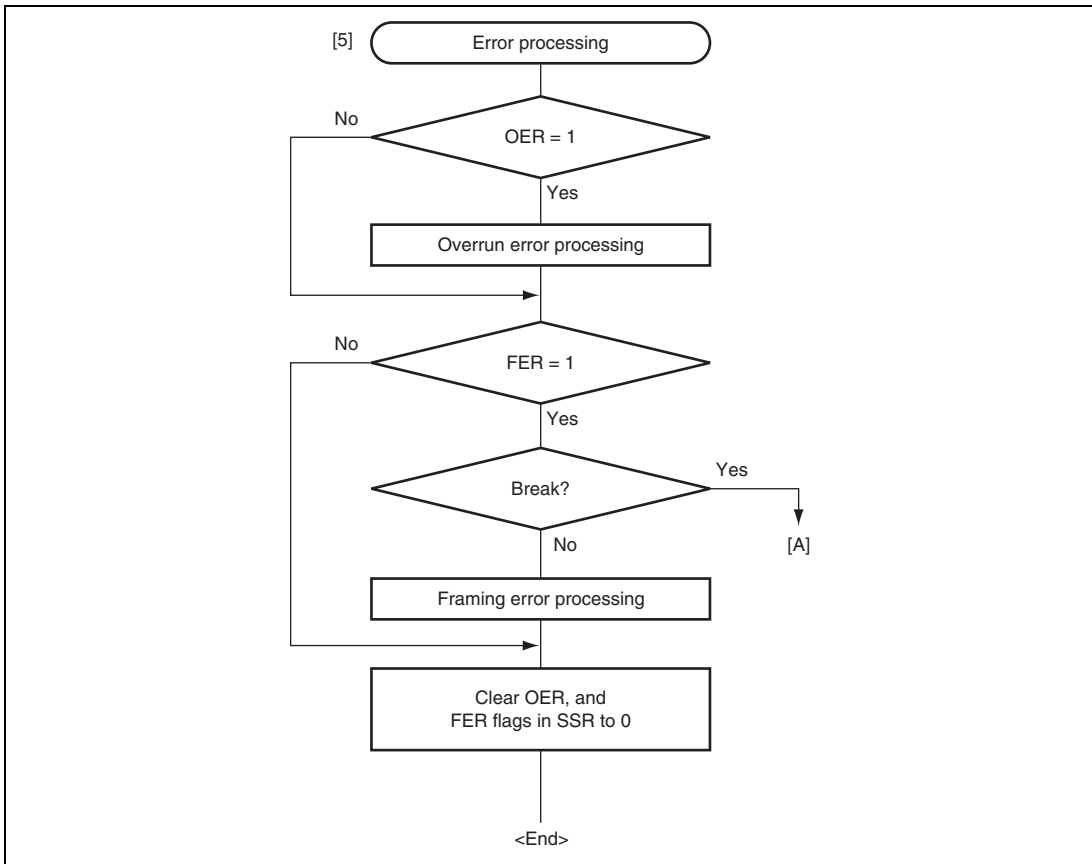 [5]
Error processing
No
OER = 1
Yes
Overrun error processing
No
FER = 1
Yes
Break?
Yes
No
[A]
Framing error processing
Clear OER, and
FER flags in SSR to 0
<End>